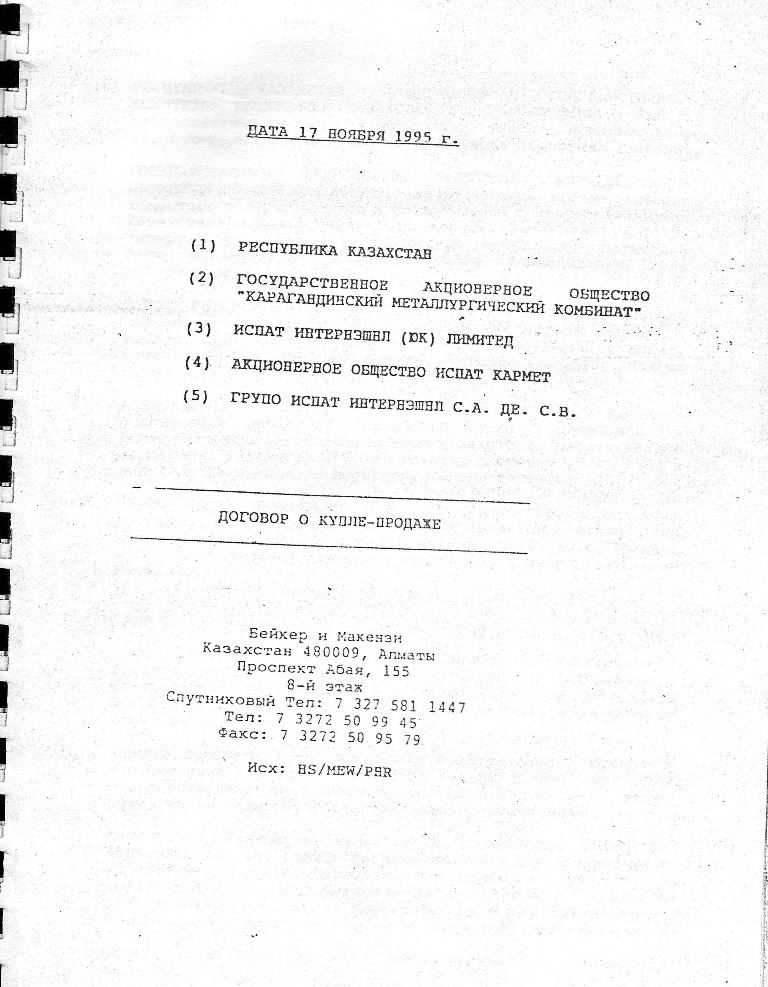 ДАТА 17 НОЯБРЯ 1995 г.
(1) РЕСПУБЛИКА КАЗАХСТАН
(2) ГОСУДАРСТВЕННОЕ АКЦИОНЕРНОЕ ОБЩЕСТВО
"КАРАГАНДИНСКИЙ МЕТАЛЛУРГИЧЕСКИЙ КОМБИНАТ"
(3) ИСПАТ ИНТЕРНЭШНЛ (ЮК) ЛИМИТЕД
(4) АКЦИОНЕРНОЕ ОБЩЕСТВО ИСПАТ КАРМЕТ
(5) ГРУПО ИСПАТ ИНТЕРНЭШНЛ С.А. ДЕ. С.В.
ДОГОВОР О КУПЛЕ-ПРОДАЖЕ
Бейкер и Макензи
Казахстан 480009, Алматы
Проспект Абая, 155
8-й этаж
Спутниковый Тел: 7 327 581 1447
Тел: 7 3272 50 99 45
Факс: 7 3272 50 95 79
Исх: HS/MEW/PHR